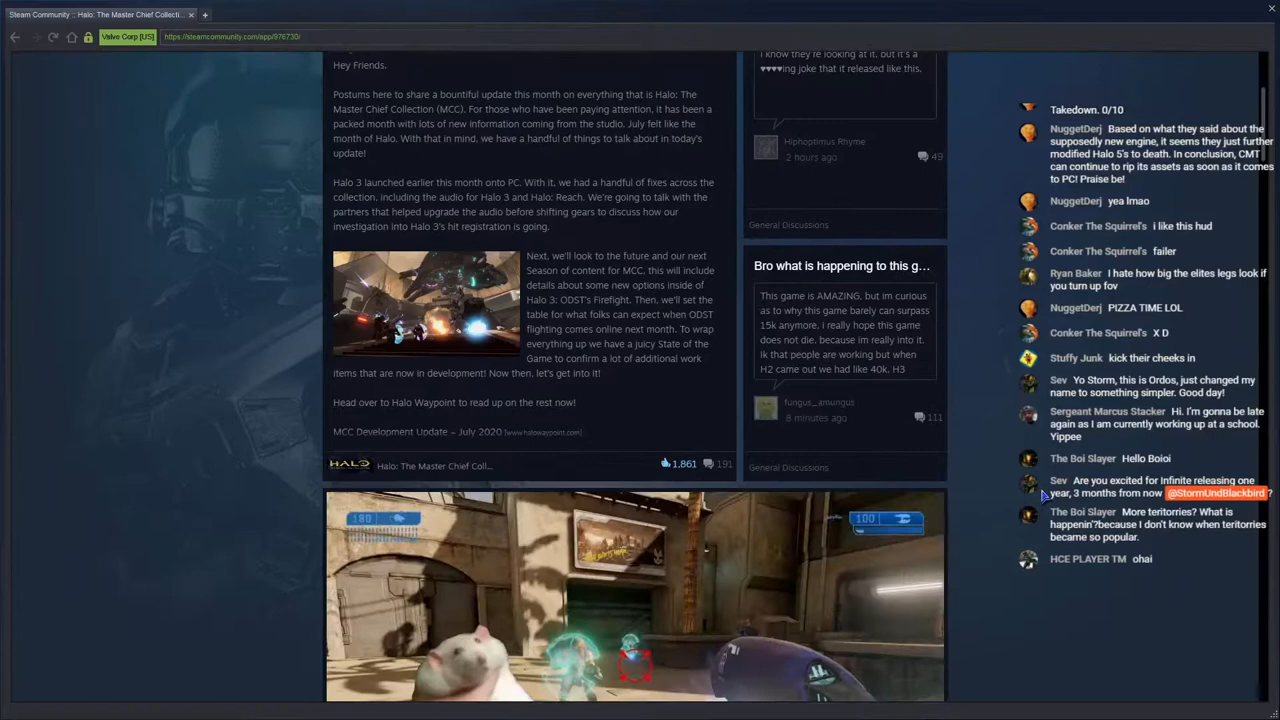 Steam Community :: Halo: The Master Chief Collecti...
Valve Corp [US]
https://steamcommunity.com/app/976730/
Hey Friends,
Postums here to share a bountiful update this month on everything that is Halo: The
Master Chief Collection (MCC). For those who have been paying attention, it has been a
packed month with lots of new information coming from the studio. July felt like the
month of Halo. With that in mind, we have a handful of things to talk about in today's
update!
Halo 3 launched earlier this month onto PC. With it, we had a handful of fixes across the
collection, including the audio for Halo 3 and Halo: Reach. We're going to talk with the
partners that helped upgrade the audio before shifting gears to discuss how our
investigation into Halo 3's hit registration is going.
Next, we'll look to the future and our next
Season of content for MCC, this will include
details about some new options inside of
Halo 3: ODST's Firefight. Then, we'll set the
table for what folks can expect when ODST
flighting comes online next month. To wrap
everything up we have a juicy State of the
Game to confirm a lot of additional work
items that are now in development! Now then, let's get into it!
Head over to Halo Waypoint to read up on the rest now!
MCC Development Update – July 2020 [www.halowaypoint.com]
HALO
Halo: The Master Chief Coll...
1,861
191
180
100
I know they're looking at it, but it's a
♥♥♥♥ing joke that it released like this.
Hiphoptimus Rhyme
2 hours ago
49
General Discussions
Bro what is happening to this g...
This game is AMAZING, but im curious
as to why this game barely can surpass
15k anymore. I really hope this game
does not die, because im really into it.
Ik that people are working but when
H2 came out we had like 40k. H3
fungus_amungus
8 minutes ago
111
General Discussions
Takedown. 0/10
NuggetDerj Based on what they said about the
supposedly new engine, it seems they just further
modified Halo 5's to death. In conclusion, CMT
can continue to rip its assets as soon as it comes
to PC! Praise be!
NuggetDerj yea lmao
Conker The Squirrel's i like this hud
Conker The Squirrel's failer
Ryan Baker I hate how big the elites legs look if
you turn up fov
NuggetDerj PIZZA TIME LOL
Conker The Squirrel's X D
Stuffy Junk kick their cheeks in
Sev Yo Storm, this is Ordos, just changed my
name to something simpler. Good day!
Sergeant Marcus Stacker Hi. I'm gonna be late
again as I am currently working up at a school.
Yippee
The Boi Slayer Hello Boioi
Sev Are you excited for Infinite releasing one
year, 3 months from now @StormUndBlackbird ?
The Boi Slayer More teritorries? What is
happenin'?because I don't know when teritorries
became so popular.
HCE PLAYER TM ohai